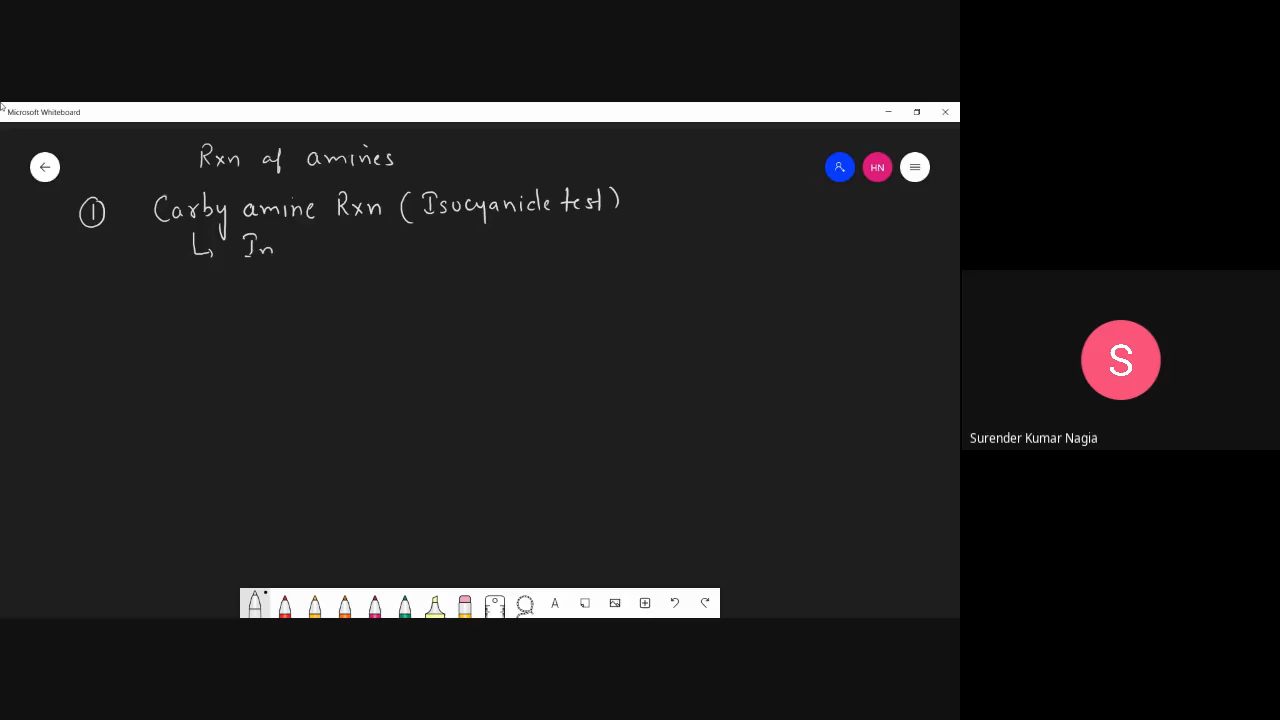 Microsoft Whiteboard
Rxn of amines
HN
① Carby amine Rxn (Isocyanide test)
↳ In
S
Surender Kumar Nagia
A